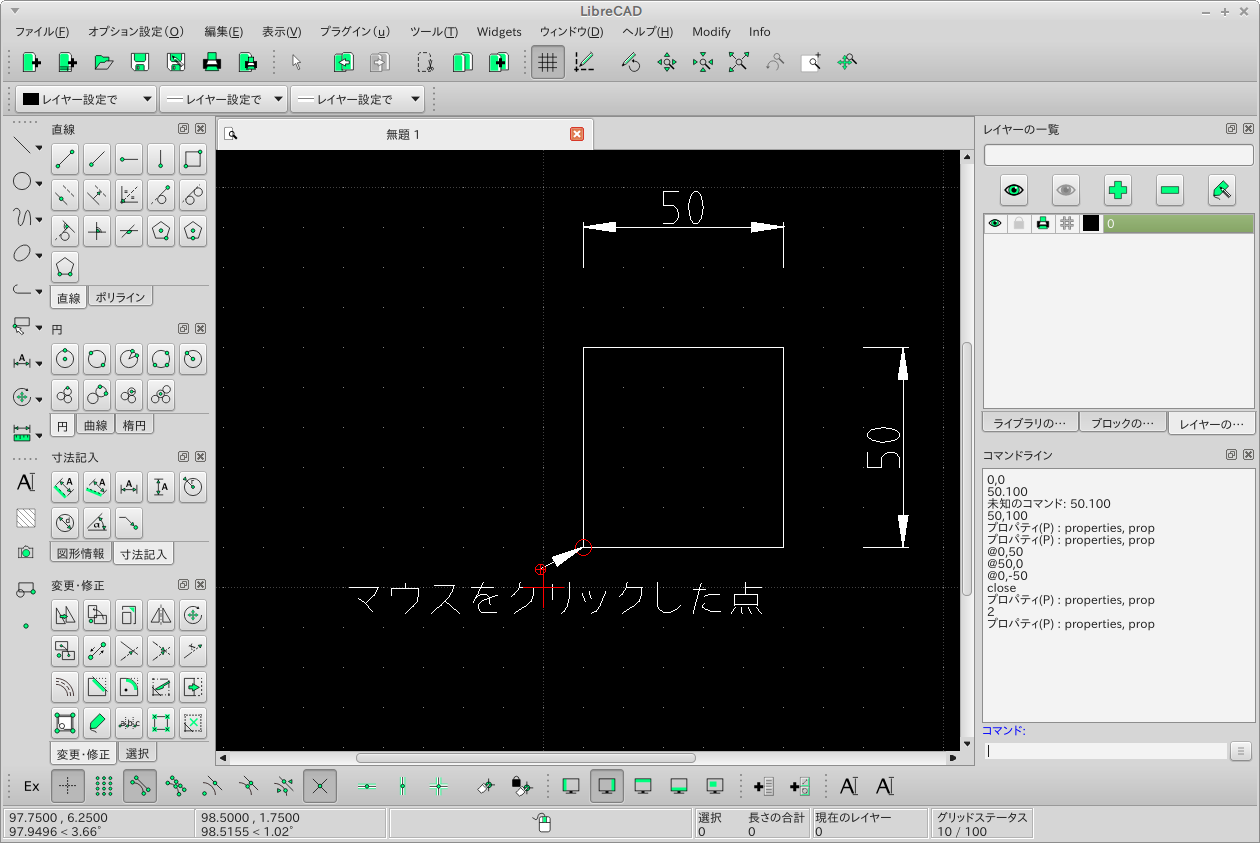 LibreCAD
ファイル(F) オプション設定(O) 編集(E) 表示(V) プラグイン(u) ツール(T) Widgets ウィンドウ(D) ヘルプ(H) Modify Info
レイヤー設定で レイヤー設定で レイヤー設定で
直線
直線 ポリライン
円
円 曲線 楕円
寸法記入
図形情報 寸法記入
変更・修正
変更・修正 選択
無題 1
50
50
マウスをクリックした点
レイヤーの一覧
0
ライブラリの… ブロックの… レイヤーの…
コマンドライン
0,0
50.100
未知のコマンド: 50.100
50,100
プロパティ(P) : properties, prop
プロパティ(P) : properties, prop
@0,50
@50,0
@0,-50
close
プロパティ(P) : properties, prop
2
プロパティ(P) : properties, prop
コマンド:
Ex
97.7500 , 6.2500
97.9496 < 3.66°
98.5000 , 1.7500
98.5155 < 1.02°
選択
0
長さの合計
0
現在のレイヤー
0
グリッドステータス
10 / 100